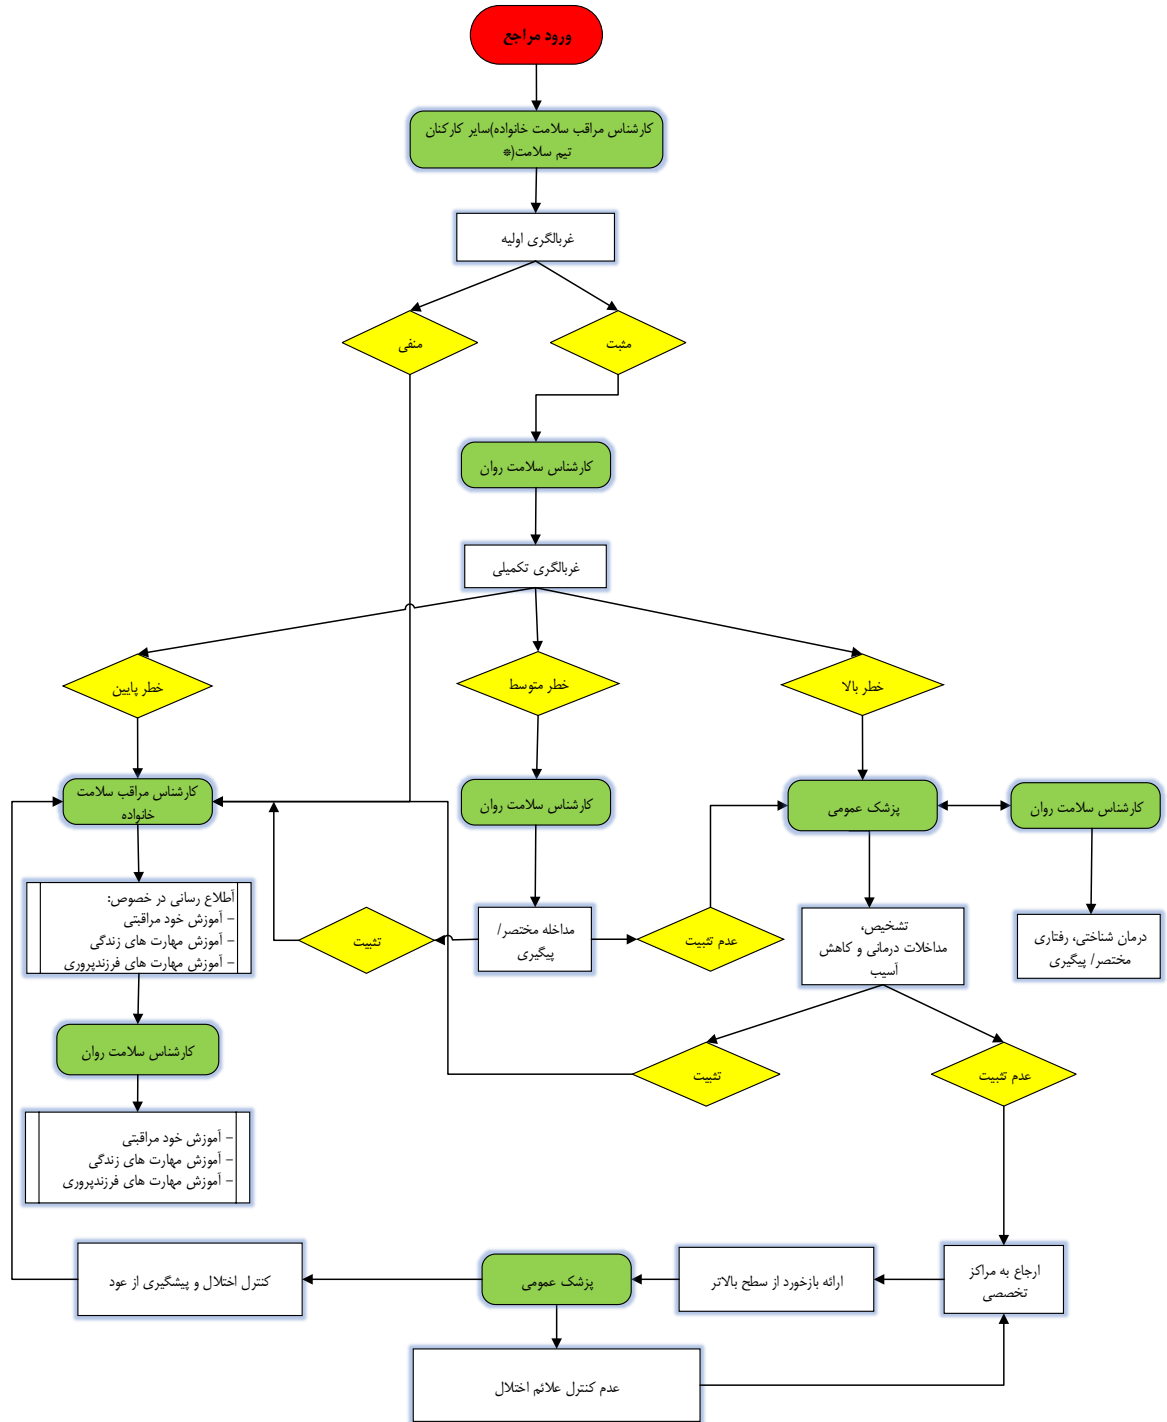 ورود مراجع
کارشناس مراقب سلامت خانواده)سایر کارکنان
تیم سلامت(*
غربالگری اولیه
مثبت
منفی
کارشناس سلامت روان
غربالگری تکمیلی
خطر بالا
خطر متوسط
خطر پایین
کارشناس سلامت روان
پزشک عمومی
کارشناس سلامت روان
کارشناس مراقب سلامت
خانواده
درمان شناختی، رفتاری
مختصر/ پیگیری
تشخیص،
مداخلات درمانی و کاهش
آسیب
عدم تثبیت
مداخله مختصر/
پیگیری
تثبیت
اطلاع رسانی در خصوص:
- آموزش خود مراقبتی
- آموزش مهارت های زندگی
- آموزش مهارت های فرزندپروری
کارشناس سلامت روان
عدم تثبیت
تثبیت
- آموزش خود مراقبتی
- آموزش مهارت های زندگی
- آموزش مهارت های فرزندپروری
ارجاع به مراکز
تخصصی
ارائه بازخورد از سطح بالاتر
پزشک عمومی
کنترل اختلال و پیشگیری از عود
عدم کنترل علائم اختلال